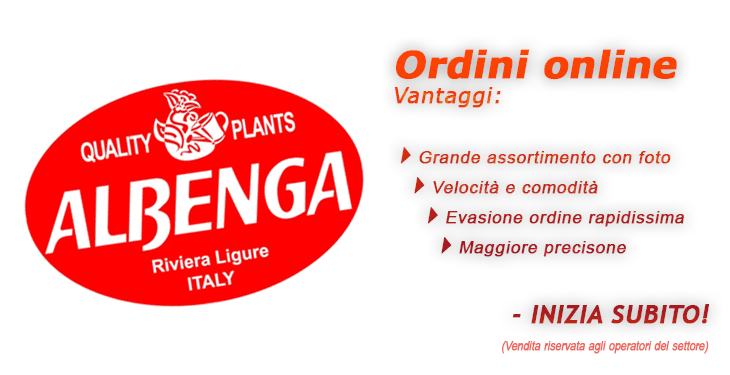 QUALITY PLANTS
ALBENGA
Riviera Ligure
ITALY
Ordini online
Vantaggi:
Grande assortimento con foto
Velocità e comodità
Evasione ordine rapidissima
Maggiore precisone
- INIZIA SUBITO!
(Vendita riservata agli operatori del settore)